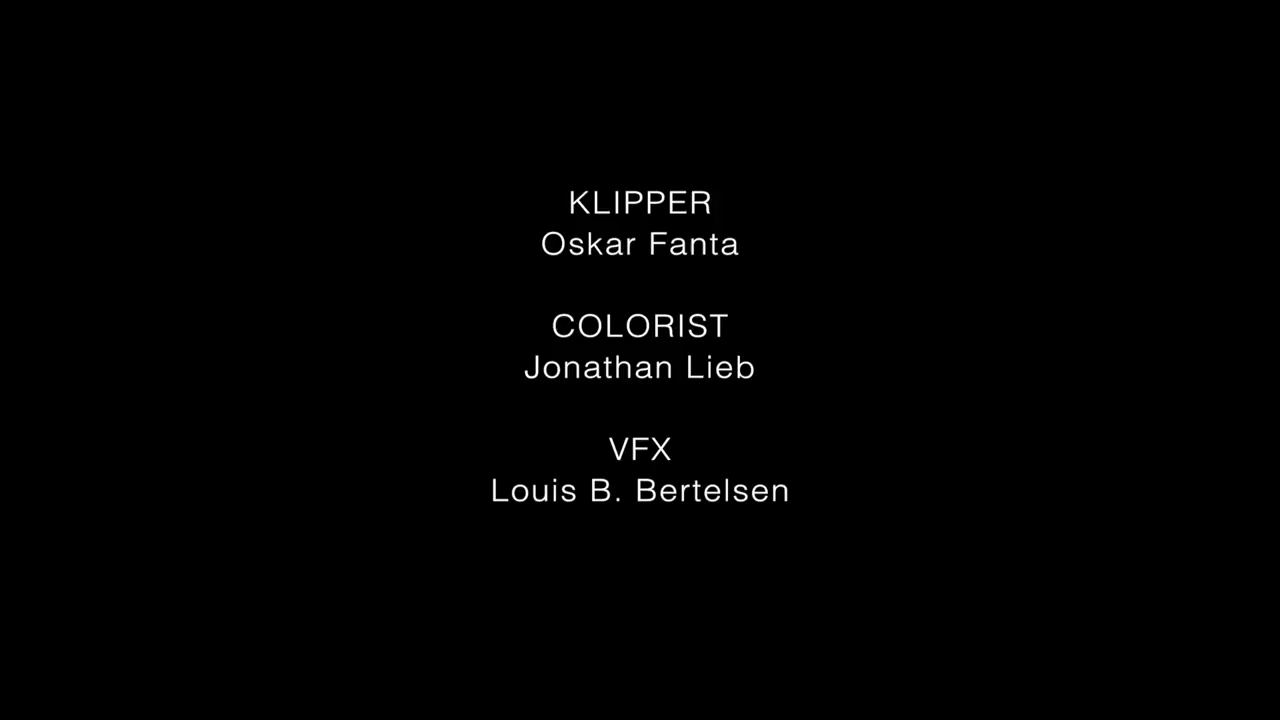 KLIPPER
Oskar Fanta
COLORIST
Jonathan Lieb
VFX
Louis B. Bertelsen